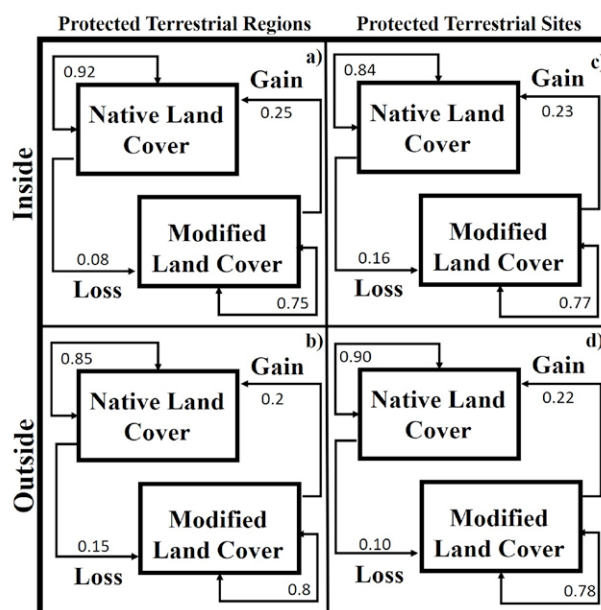 Protected Terrestrial Regions
Protected Terrestrial Sites
Inside
a)
0.92
Gain
0.25
Native Land
Cover
Modified
Land Cover
0.08
Loss
0.75
c)
0.84
Gain
0.23
Native Land
Cover
Modified
Land Cover
0.16
Loss
0.77
Outside
b)
0.85
Gain
0.2
Native Land
Cover
Modified
Land Cover
0.15
Loss
0.8
d)
0.90
Gain
0.22
Native Land
Cover
Modified
Land Cover
0.10
Loss
0.78